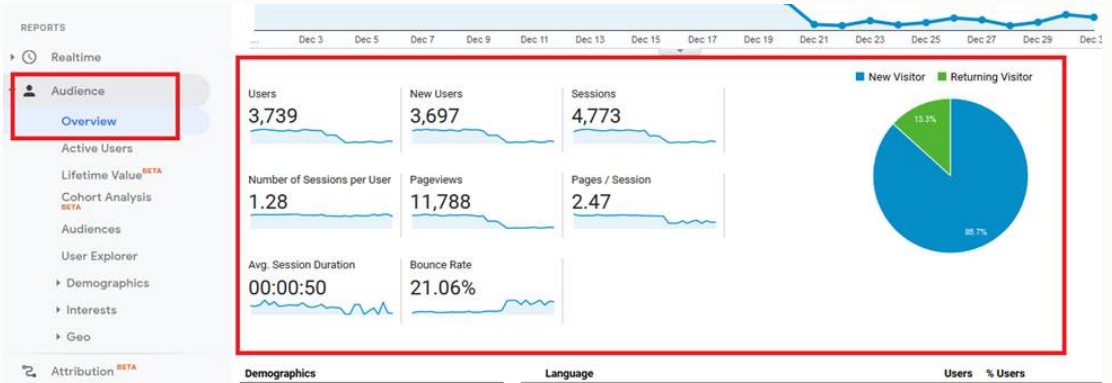 REPORTS
Realtime
Audience
Overview
Active Users
Lifetime Value BETA
Cohort Analysis
BETA
Audiences
User Explorer
Demographics
Interests
Geo
Attribution BETA
... Dec 3 Dec 5 Dec 7 Dec 9 Dec 11 Dec 13 Dec 15 Dec 17 Dec 19 Dec 21 Dec 23 Dec 25 Dec 27 Dec 29 Dec
New Visitor Returning Visitor
Users New Users Sessions
3,739 3,697 4,773
Number of Sessions per User Pageviews Pages / Session
1.28 11,788 2.47
Avg. Session Duration Bounce Rate
00:00:50 21.06%
13.3%
86.7%
Demographics Language Users % Users